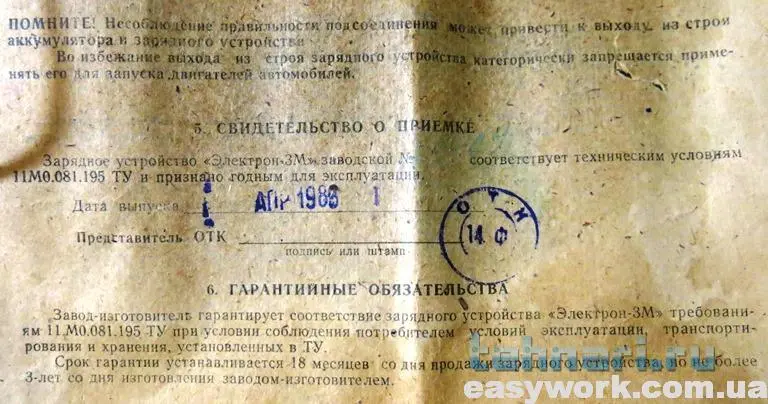 ПОМНИТЕ! Несоблюдение правильности подсоединения может привести к выходу из строя
аккумулятора и зарядного устройства
Во избежание выхода из строя зарядного устройства категорически запрещается приме-
нять его для запуска двигателей автомобилей.
5. СВИДЕТЕЛЬСТВО О ПРИЕМКЕ
Зарядное устройство «Электрон-3М» заводской № соответствует техническим условиям
11М0.081.195 ТУ и признано годным для эксплуатации.
Дата выпуска АПР 1986
Представитель ОТК
подпись или штамп
ОТК
14
6. ГАРАНТИЙНЫЕ ОБЯЗАТЕЛЬСТВА
Завод-изготовитель гарантирует соответствие зарядного устройства «Электрон-3М» требовани-
ям 11.М0.081.195 ТУ при условии соблюдения потребителем условий эксплуатации, транспорти-
рования и хранения, установленных в ТУ.
Срок гарантии устанавливается 18 месяцев со дня продажи зарядного устройства, но не более
3-лет со дня изготовления заводом-изготовителем.
tehnari.ru
easywork.com.ua